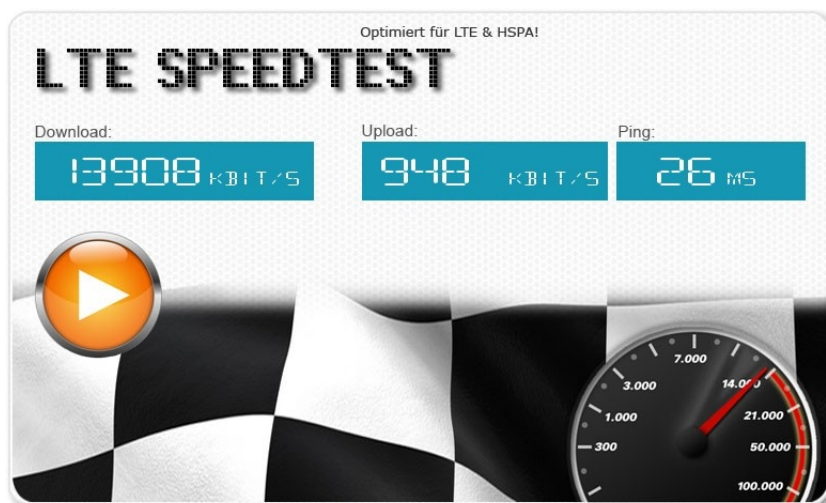 Optimiert für LTE & HSPA!
LTE SPEEDTEST
Download: Upload: Ping:
13908 KBIT/S 948 KBIT/S 26 MS
7.000
3.000 14.000
1.000 21.000
300 50.000
100.000